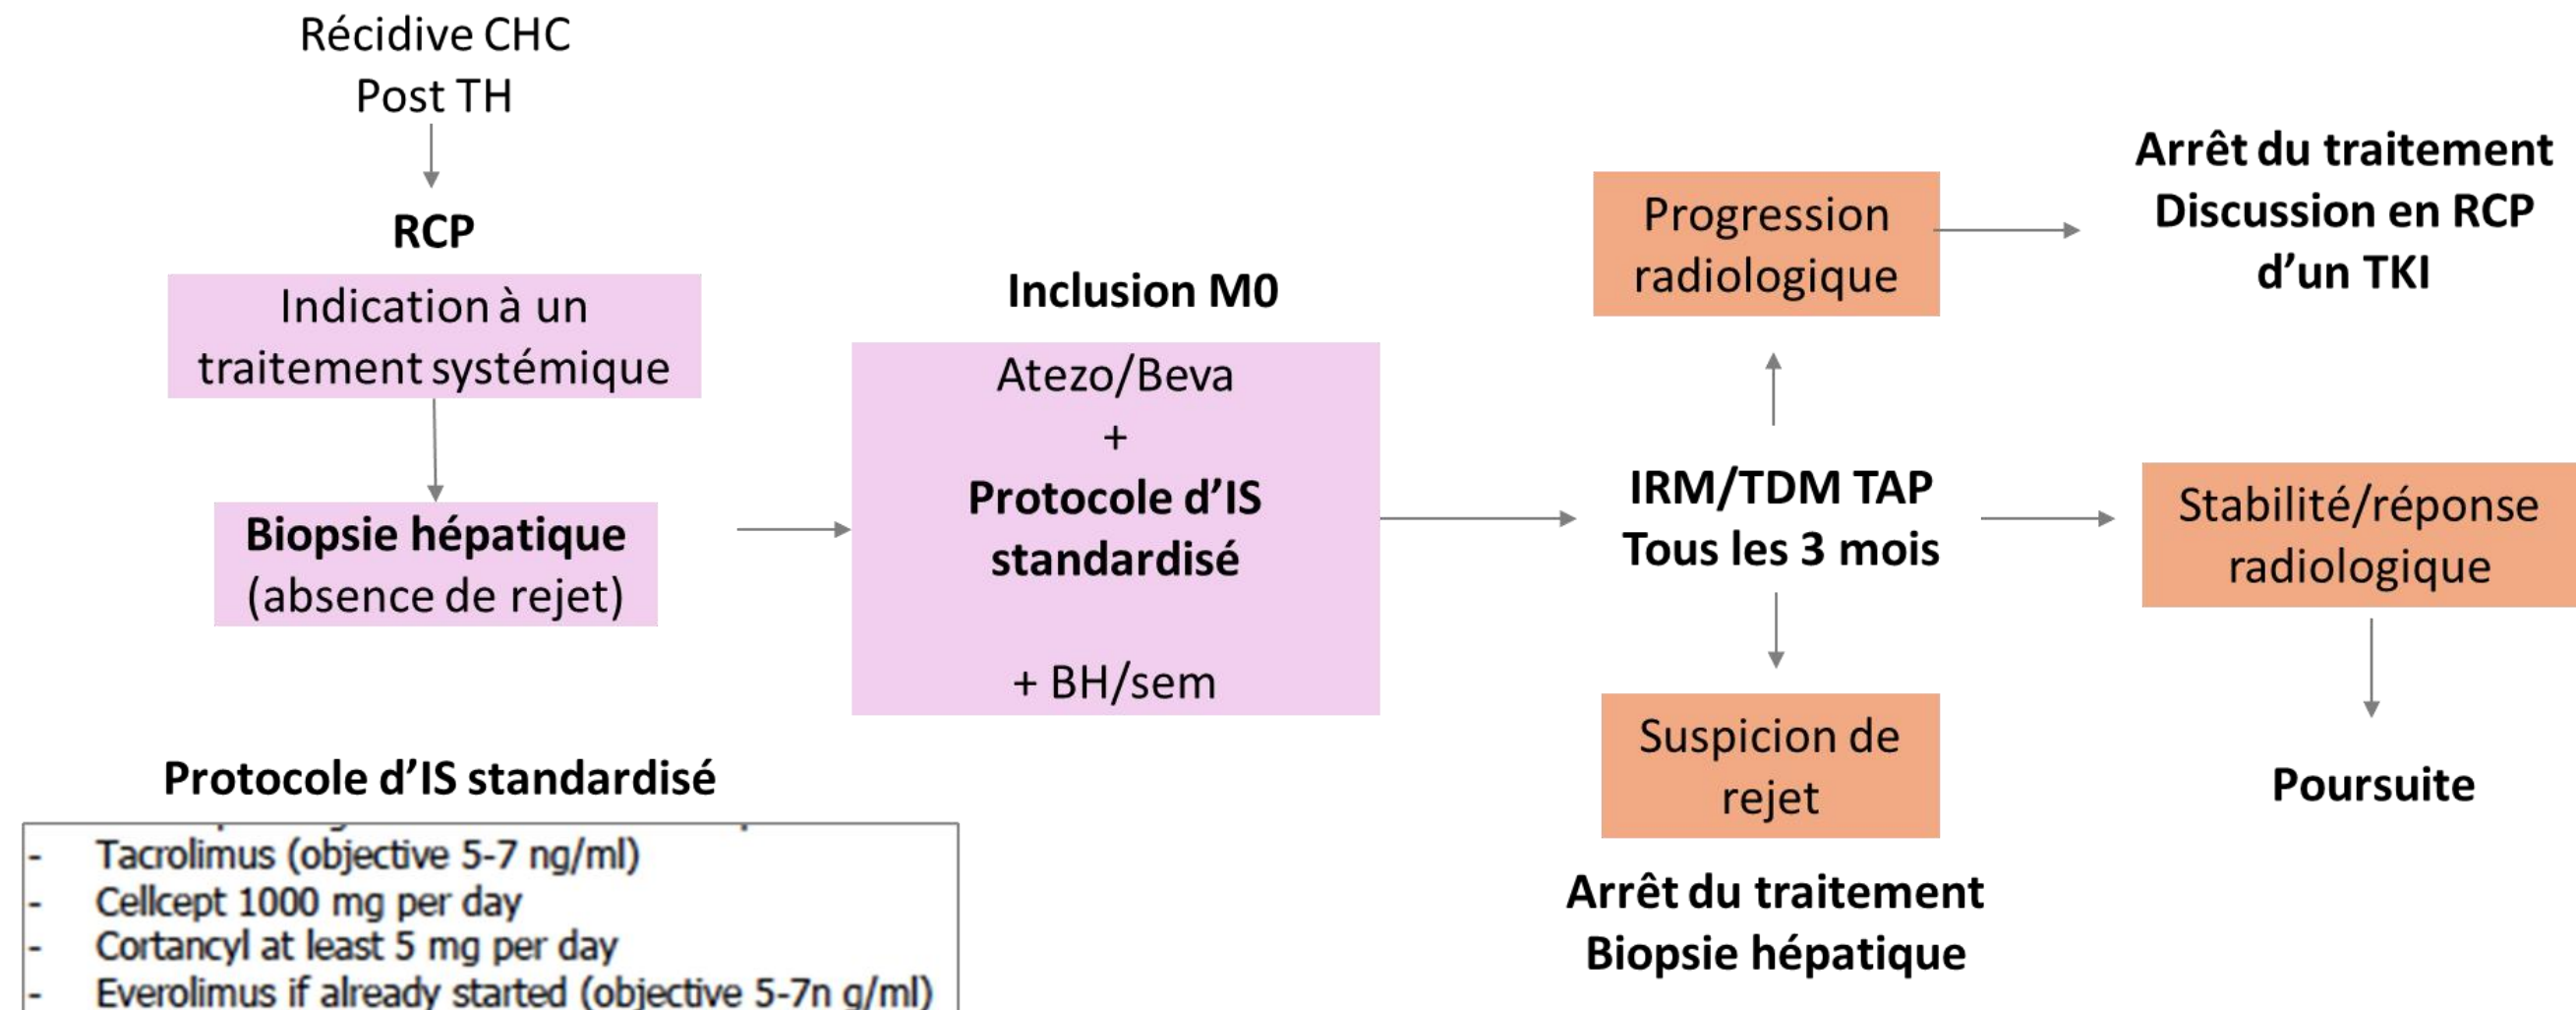 Récidive CHC
Post TH
RCP
Indication à un
traitement systémique
Biopsie hépatique
(absence de rejet)
Inclusion M0
Atezo/Beva
+
Protocole d’IS
standardisé
+ BH/sem
IRM/TDM TAP
Tous les 3 mois
Progression
radiologique
Arrêt du traitement
Discussion en RCP
d’un TKI
Stabilité/réponse
radiologique
Poursuite
Suspicion de
rejet
Arrêt du traitement
Biopsie hépatique
Protocole d’IS standardisé
- Tacrolimus (objective 5-7 ng/ml)
- Cellcept 1000 mg per day
- Cortancyl at least 5 mg per day
- Everolimus if already started (objective 5-7n g/ml)